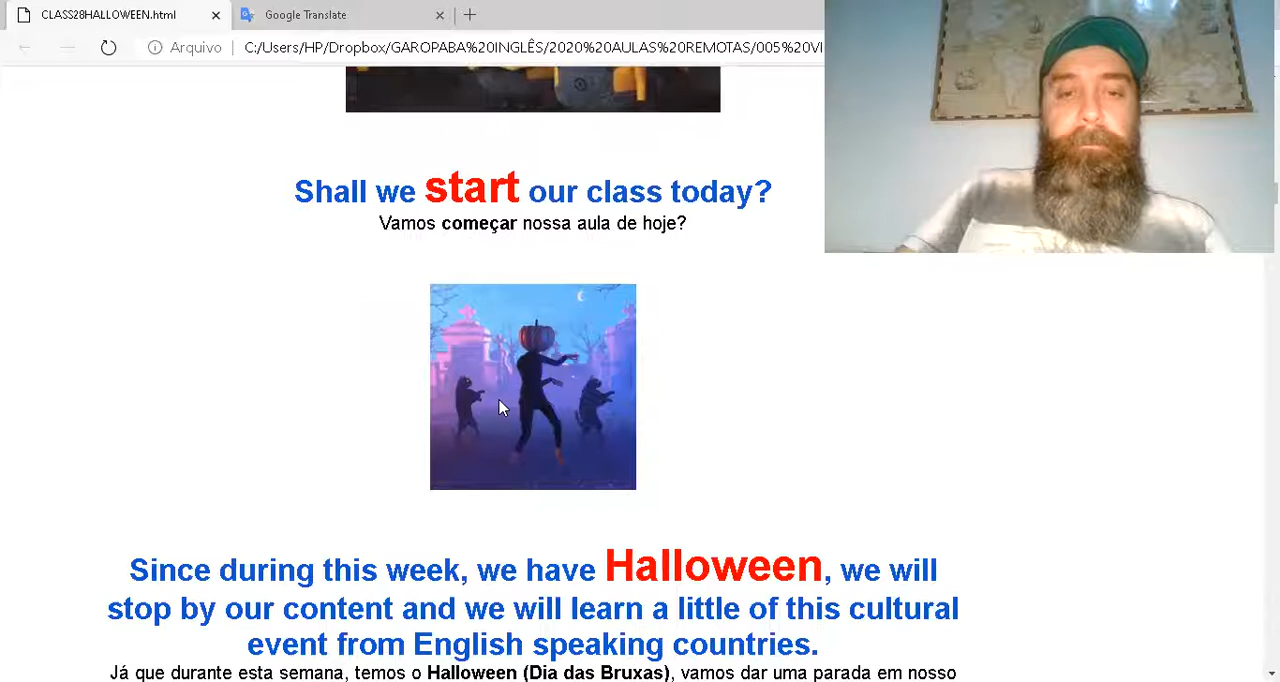 CLASS28HALLOWEEN.html
Google Translate
Arquivo
C:/Users/HP/Dropbox/GAROPABA%20INGLÊS/2020%20AULAS%20REMOTAS/005%20VI
Shall we start our class today?
Vamos começar nossa aula de hoje?
Since during this week, we have Halloween, we will
stop by our content and we will learn a little of this cultural
event from English speaking countries.
Já que durante esta semana, temos o Halloween (Dia das Bruxas), vamos dar uma parada em nosso